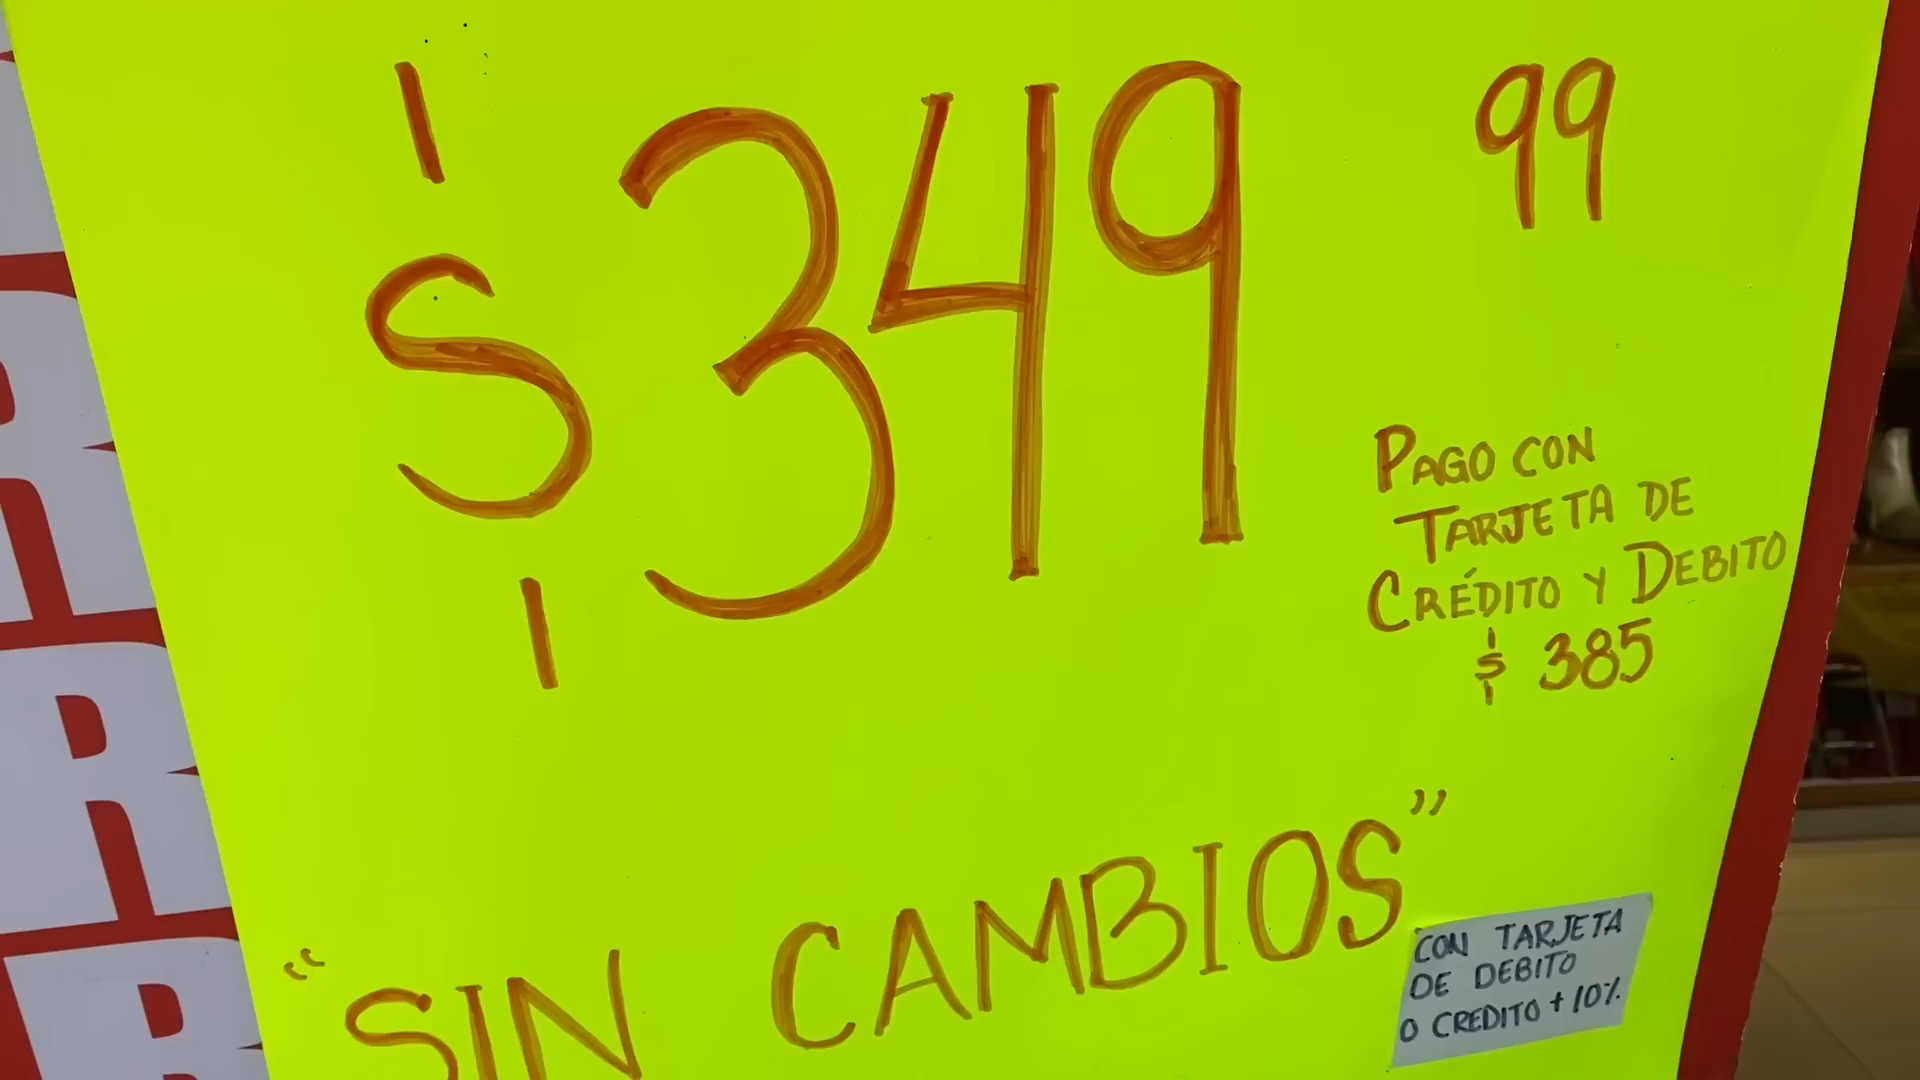 $ 349 99
PAGO CON
TARJETA DE
CRÉDITO Y DEBITO
$ 385
"SIN CAMBIOS"
CON TARJETA
DE DEBITO
O CREDITO + 10%
R
R
R